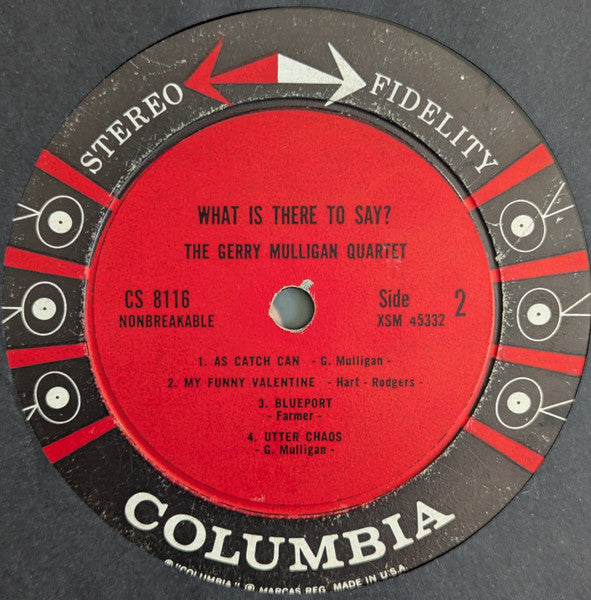 STEREO FIDELITY
WHAT IS THERE TO SAY?
THE GERRY MULLIGAN QUARTET
CS 8116
NONBREAKABLE
Side 2
XSM 45332
1. AS CATCH CAN - G. Mulligan -
2. MY FUNNY VALENTINE - Hart - Rodgers -
3. BLUEPORT
- Farmer -
4. UTTER CHAOS
- G. Mulligan -
COLUMBIA
® "COLUMBIA," ® MARCAS REG. MADE IN U.S.A.